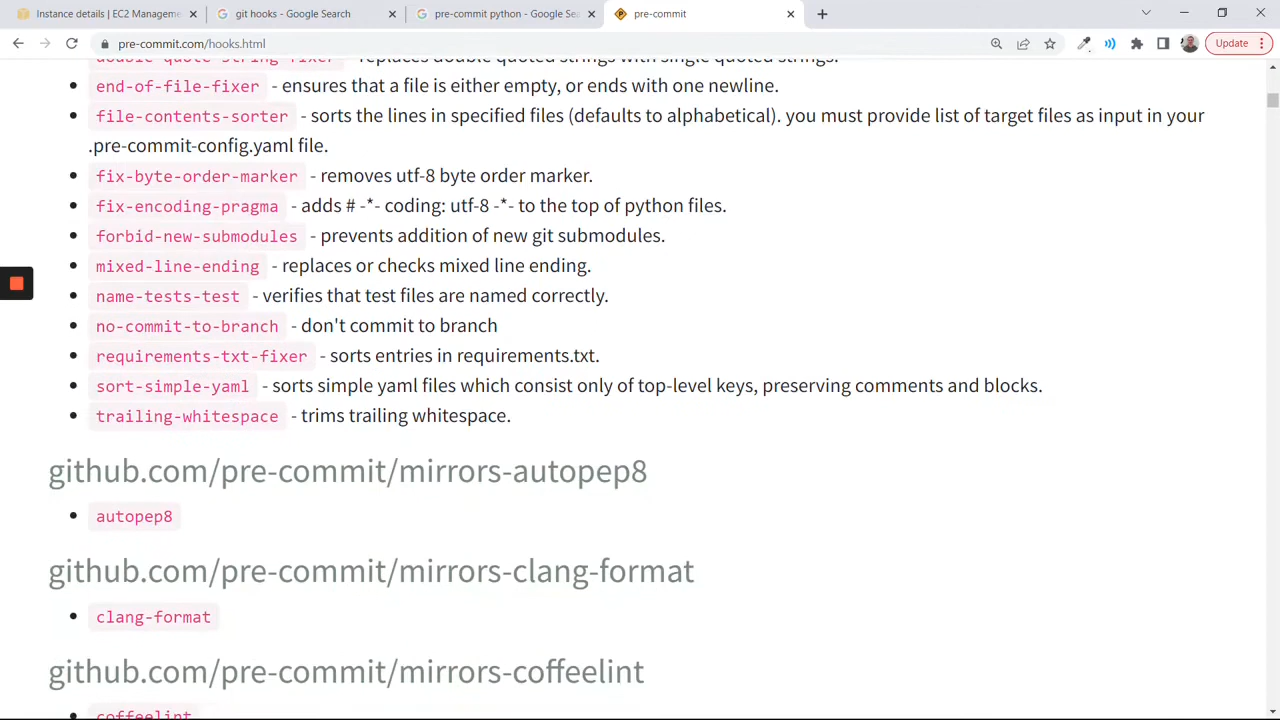 Instance details | EC2 Manageme
git hooks - Google Search
pre-commit python - Google Sea
pre-commit
pre-commit.com/hooks.html
Update
double-quote-string-fixer - replaces double quoted strings with single quoted strings.
end-of-file-fixer - ensures that a file is either empty, or ends with one newline.
file-contents-sorter - sorts the lines in specified files (defaults to alphabetical). you must provide list of target files as input in your
.pre-commit-config.yaml file.
fix-byte-order-marker - removes utf-8 byte order marker.
fix-encoding-pragma - adds # -*- coding: utf-8 -*- to the top of python files.
forbid-new-submodules - prevents addition of new git submodules.
mixed-line-ending - replaces or checks mixed line ending.
name-tests-test - verifies that test files are named correctly.
no-commit-to-branch - don't commit to branch
requirements-txt-fixer - sorts entries in requirements.txt.
sort-simple-yaml - sorts simple yaml files which consist only of top-level keys, preserving comments and blocks.
trailing-whitespace - trims trailing whitespace.
github.com/pre-commit/mirrors-autopep8
autopep8
github.com/pre-commit/mirrors-clang-format
clang-format
github.com/pre-commit/mirrors-coffeelint
coffeelint